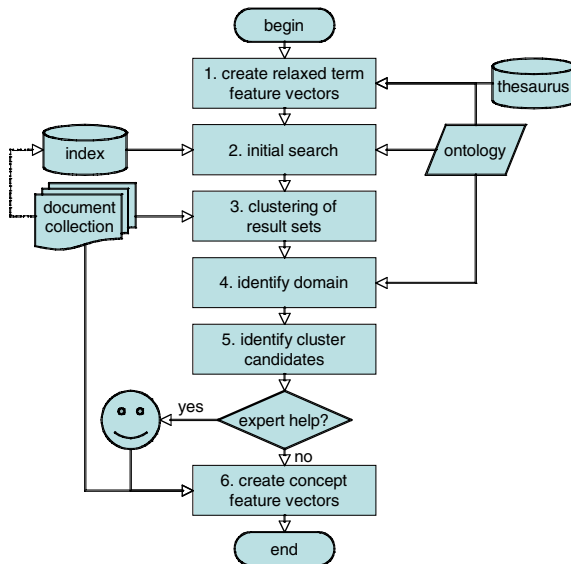 begin
1. create relaxed term
feature vectors
thesaurus
index
2. initial search
ontology
document
collection
3. clustering of
result sets
4. identify domain
5. identify cluster
candidates
yes
expert help?
no
6. create concept
feature vectors
end